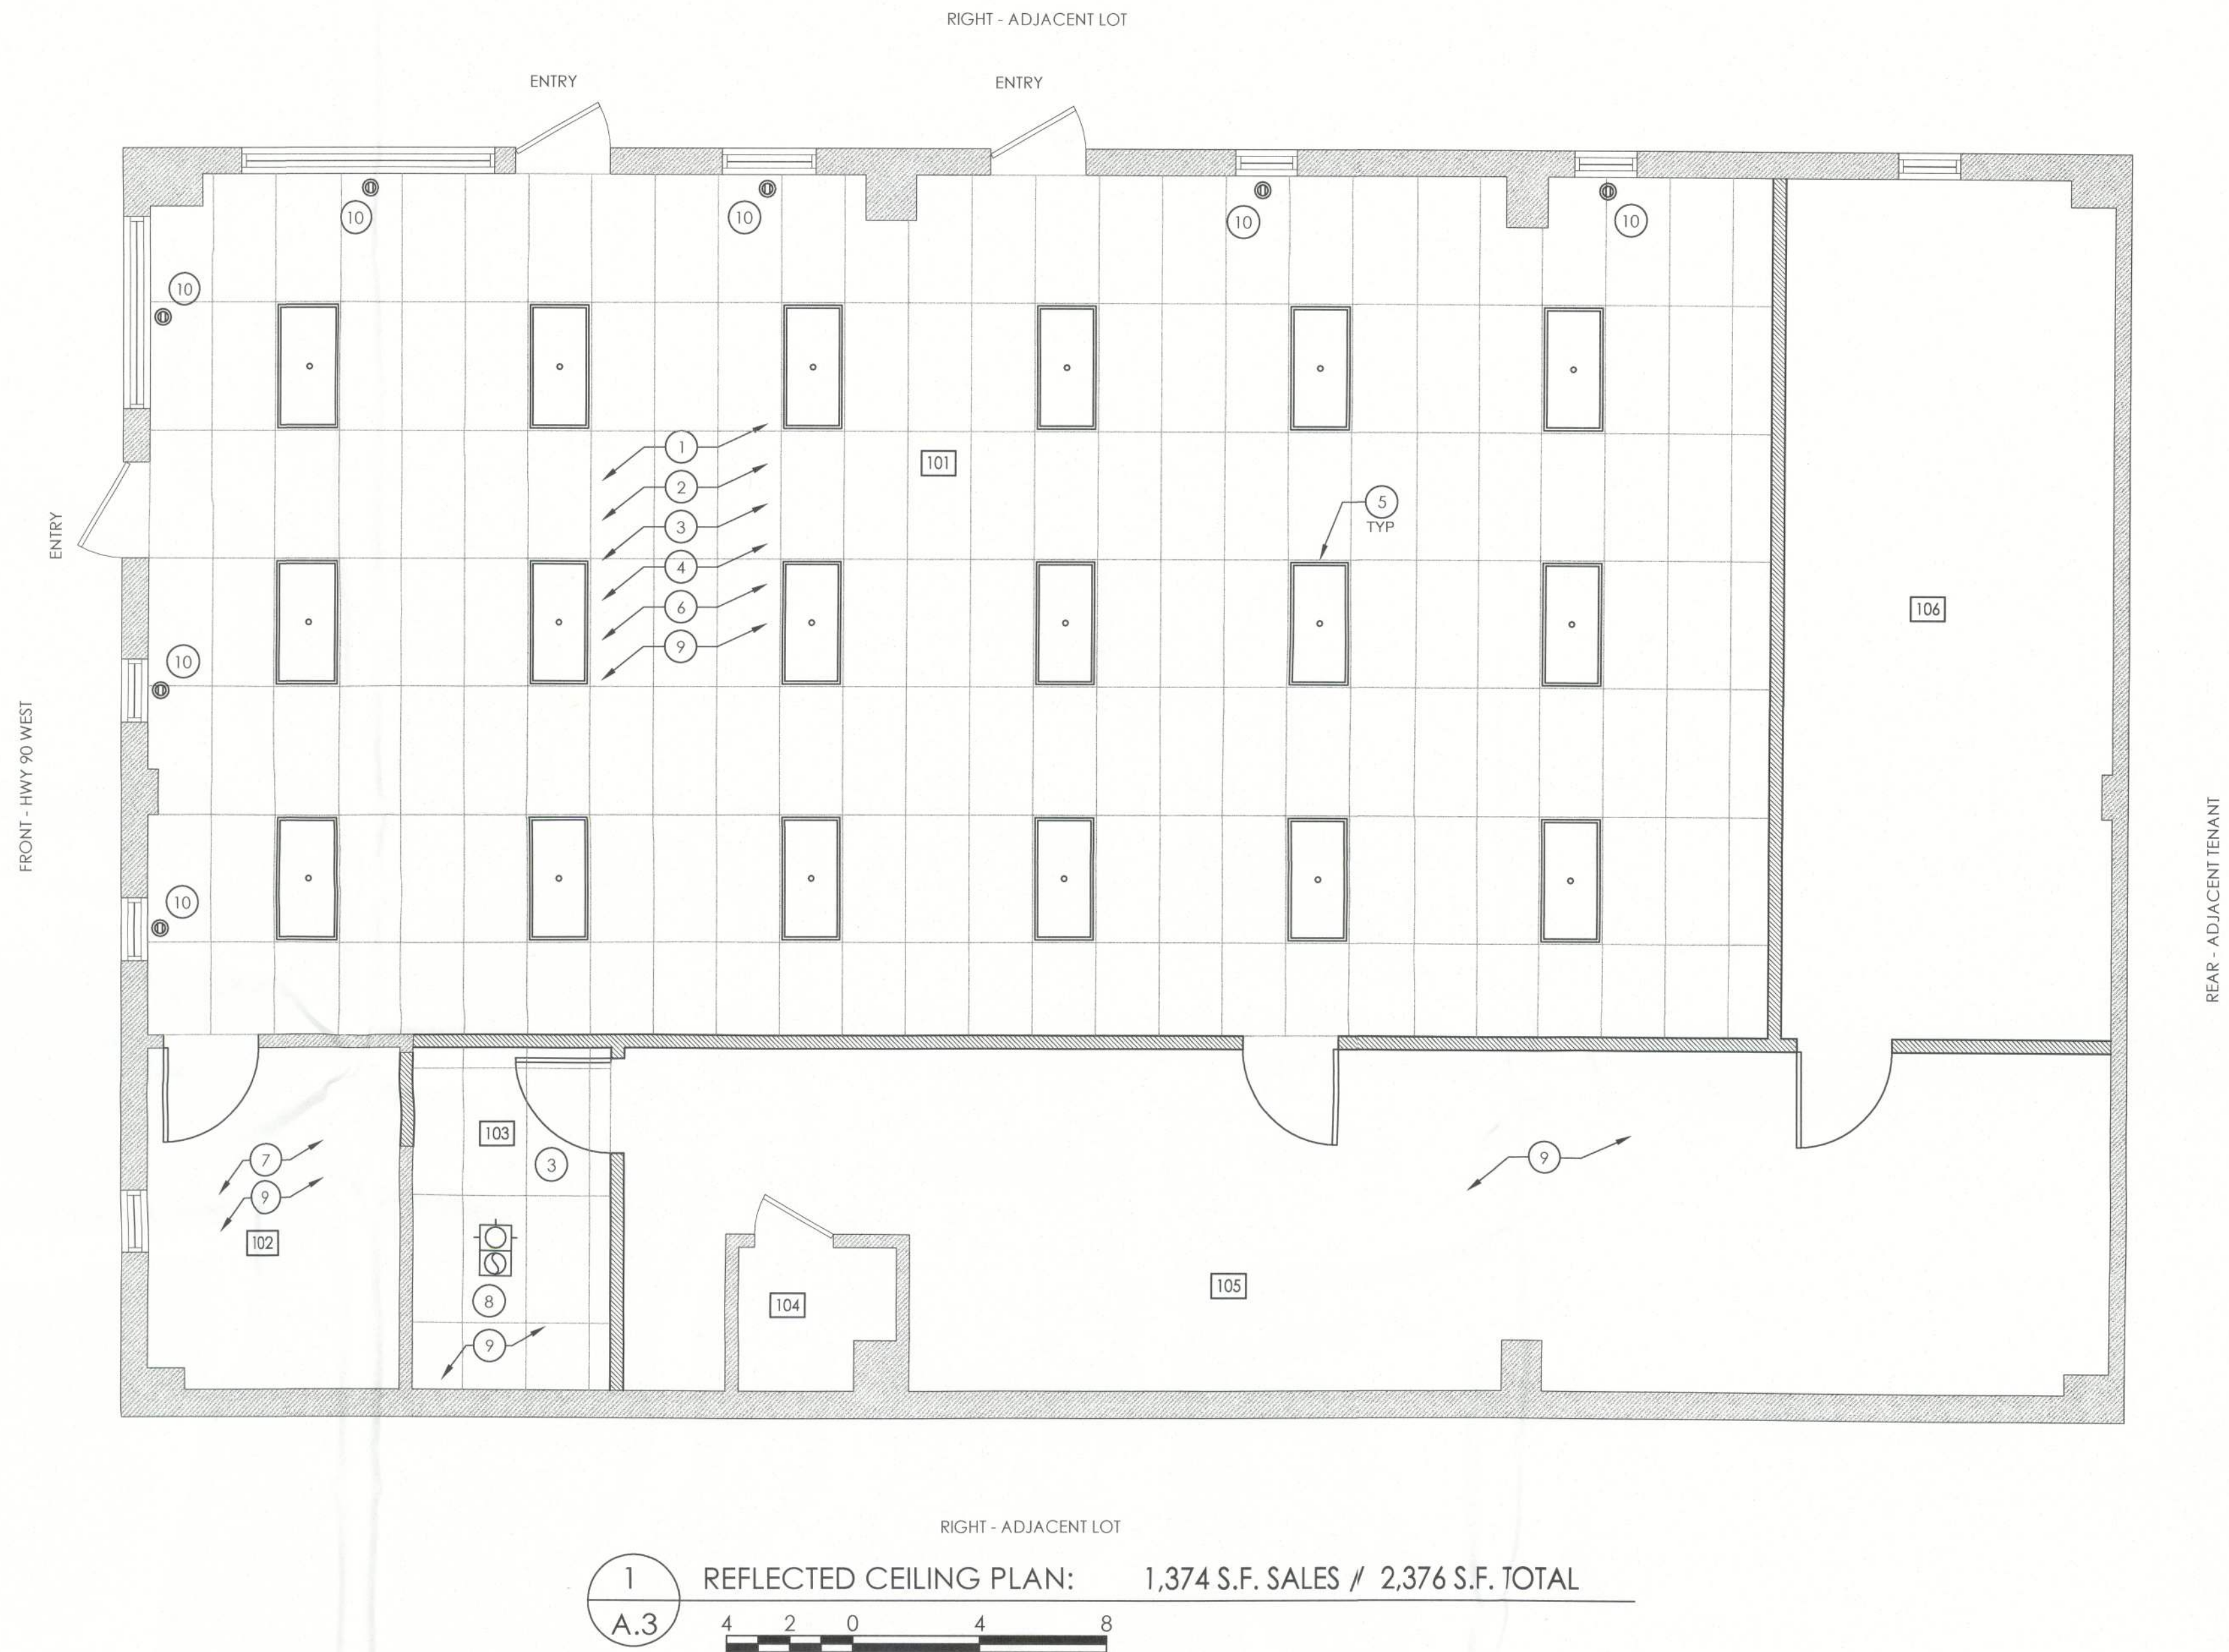 RIGHT - ADJACENT LOT
ENTRY
ENTRY
10
10
10
10
10
1
2
3
4
6
9
101
5
TYP
ENTRY
106
10
FRONT - HWY 90 WEST
REAR - ADJACENT TENANT
10
103
3
7
9
102
9
8
9
104
105
RIGHT - ADJACENT LOT
1
A.3
REFLECTED CEILING PLAN: 1,374 S.F. SALES // 2,376 S.F. TOTAL
4 2 0 4 8